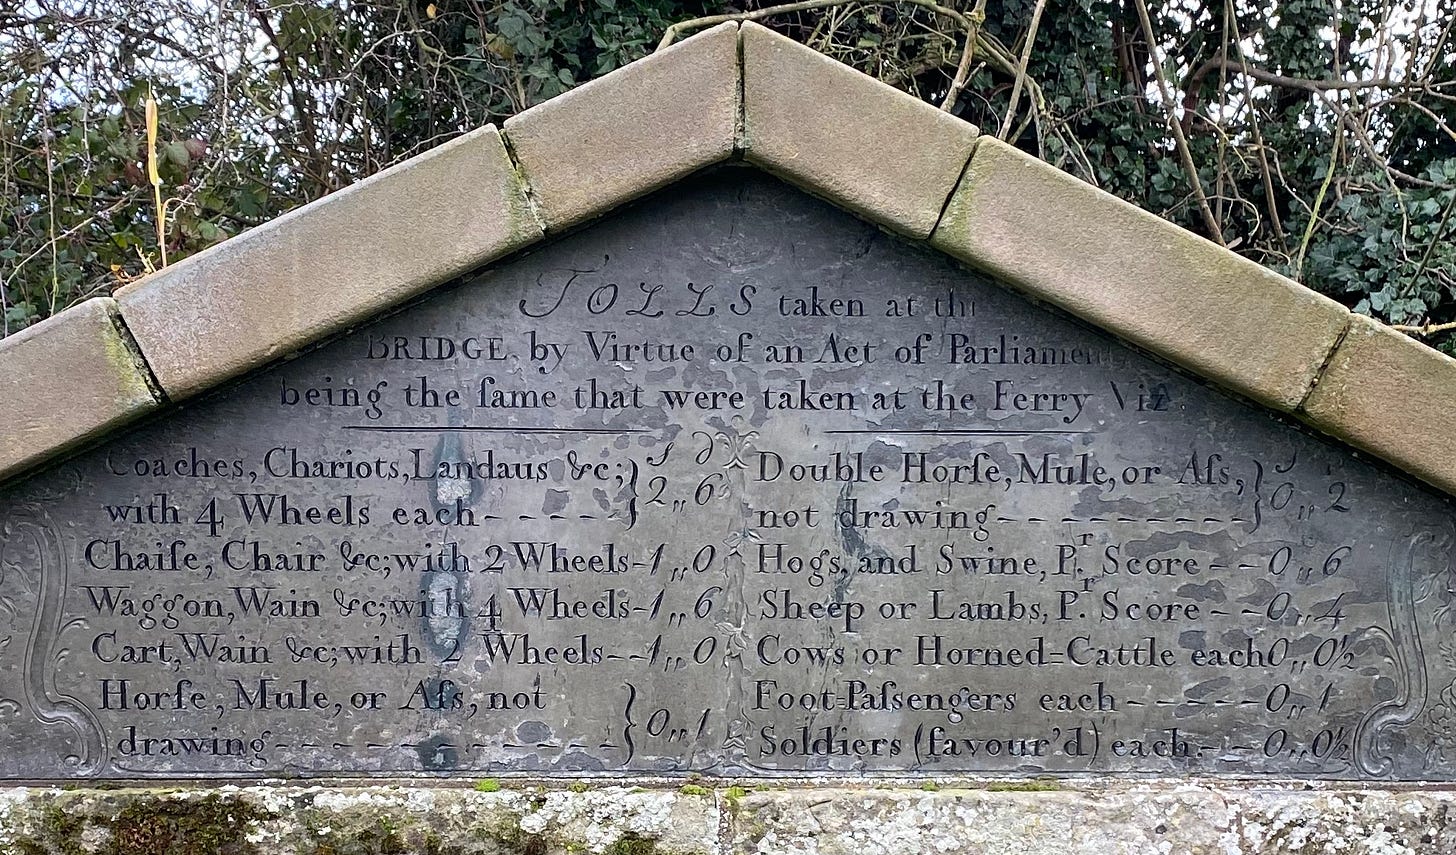 TOLLS taken at
BRIDGE, by Virtue of an Act of Parliament
being the ſame that were taken at the Ferry Viz
s d
Coaches, Chariots, Landaus &c;
with 4 Wheels each----- } 2,,6
Chaiſe, Chair &c; with 2 Wheels-1,,0
Waggon, Wain &c; with 4 Wheels-1,,6
Cart, Wain &c; with 2 Wheels--1,,0
Horſe, Mule, or Aſs, not
drawing------------ } 0,,1
Double Horſe, Mule, or Aſs,
not drawing--------- } 0,,2
Hogs, and Swine, P.r Score--0,,6
Sheep or Lambs, P.r Score--0,,4
Cows or Horned=Cattle each 0,,0½
Foot-Paſsengers each-----0,,1
Soldiers (favour'd) each--0,,0½